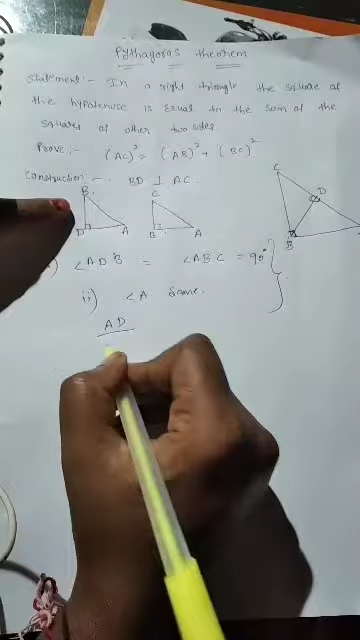 Pythagoras theorem
Statement :- In a right triangle the square of
the hypotenuse is equal to the sum of the
squares of other two sides
Prove :- (AC)² = (AB)² + (BC)²
Construction :- BD ⊥ AC.
B
D
A
C
B
A
C
D
B
) ∠ADB = ∠ABC = 90°
ii) ∠A same.
AD